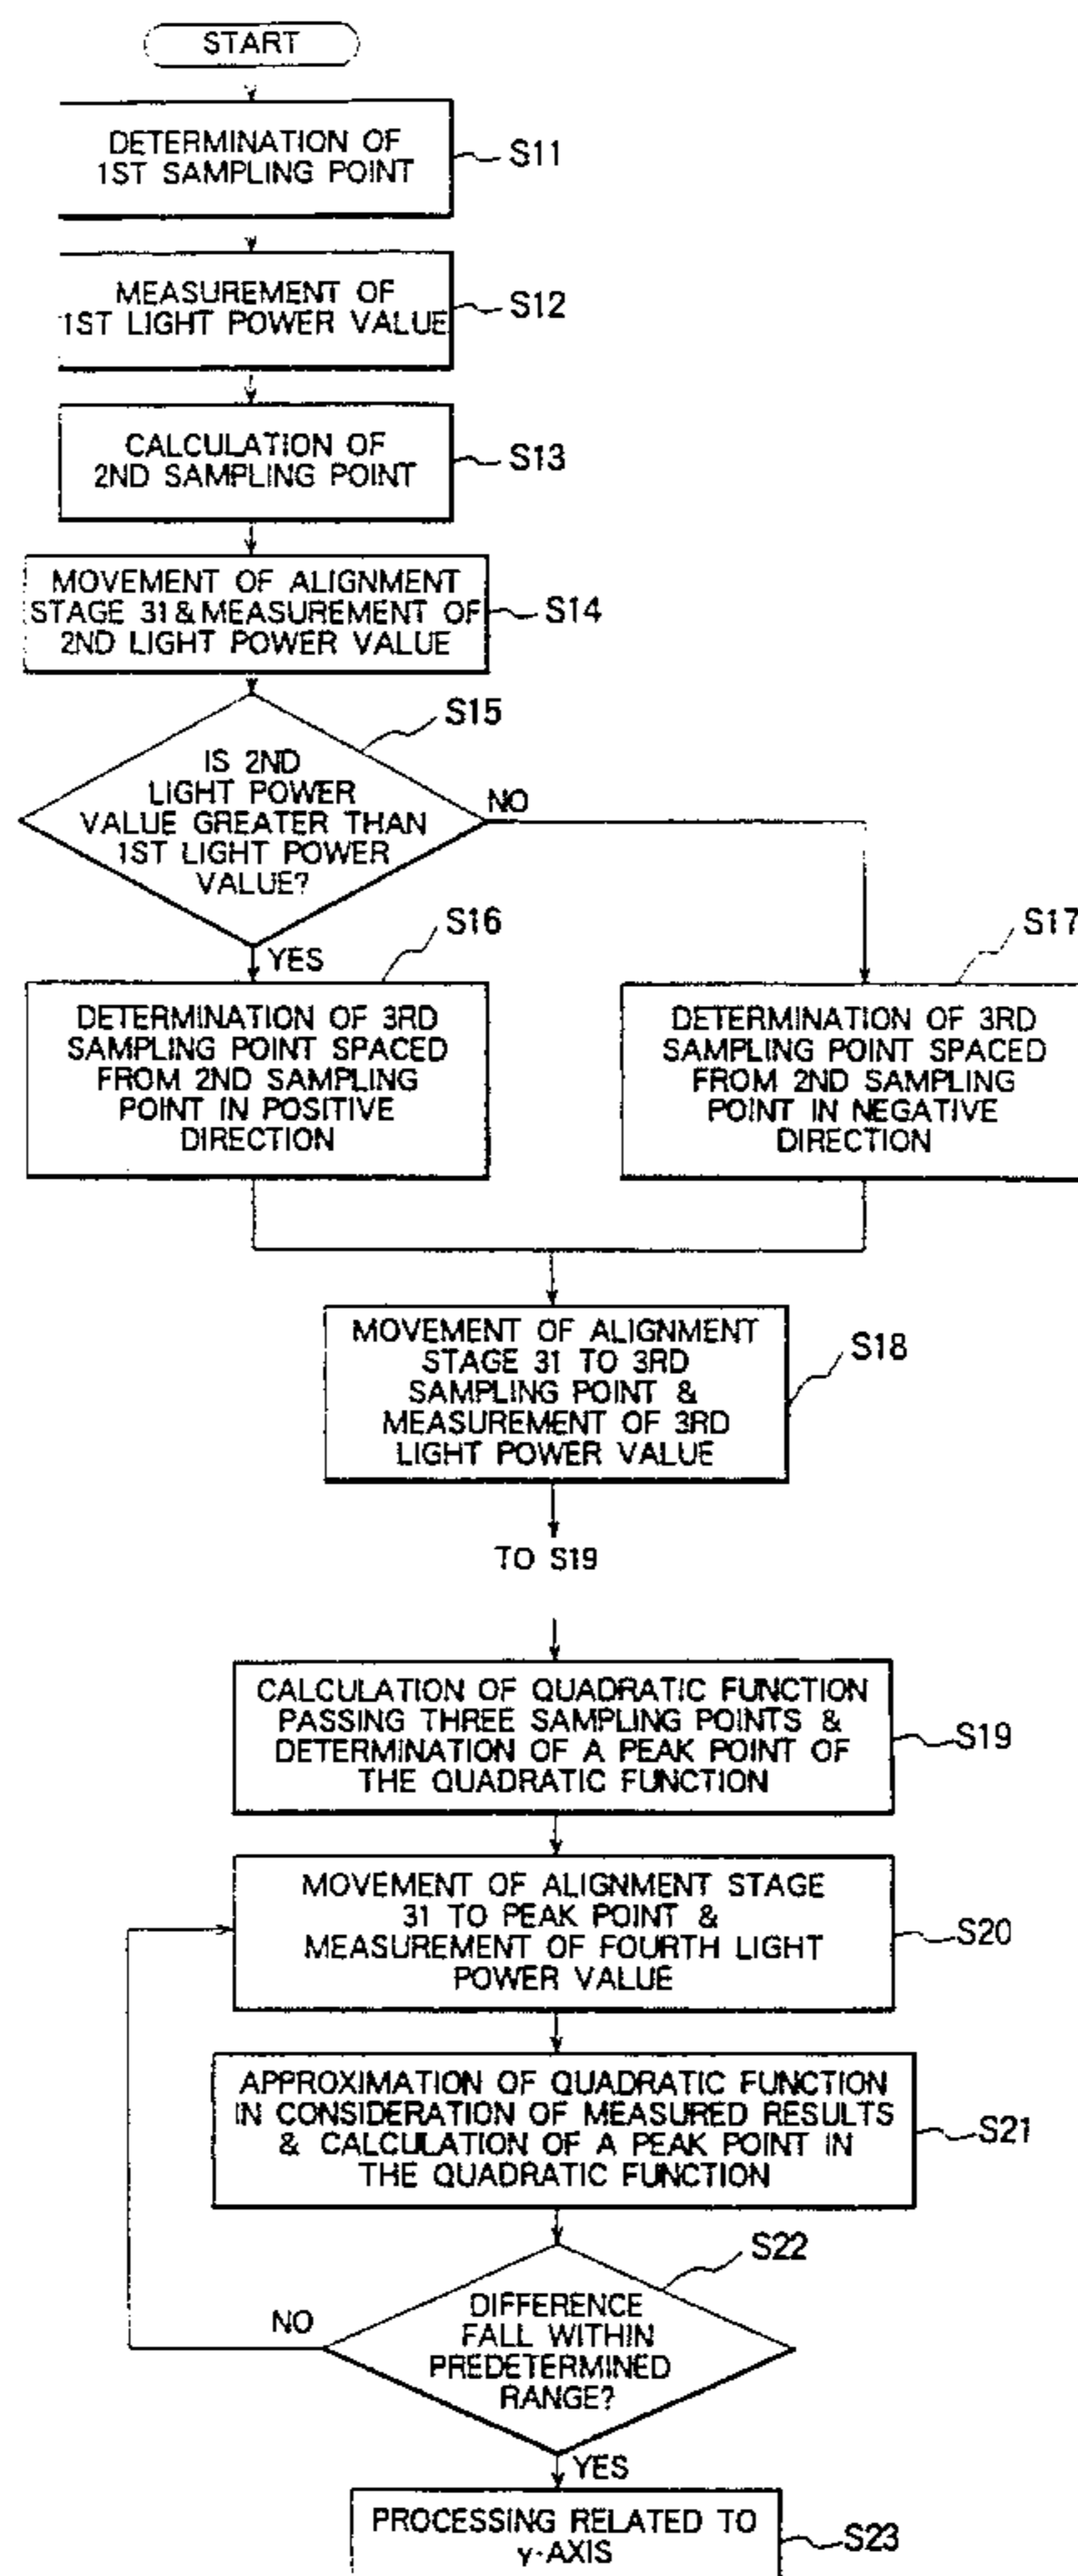 START
DETERMINATION OF
1ST SAMPLING POINT
S11
MEASUREMENT OF
1ST LIGHT POWER VALUE
S12
CALCULATION OF
2ND SAMPLING POINT
S13
MOVEMENT OF ALIGNMENT
STAGE 31 & MEASUREMENT OF
2ND LIGHT POWER VALUE
S14
S15
IS 2ND
LIGHT POWER
VALUE GREATER THAN
1ST LIGHT POWER
VALUE?
NO
YES
S16
S17
DETERMINATION OF 3RD
SAMPLING POINT SPACED
FROM 2ND SAMPLING
POINT IN POSITIVE
DIRECTION
DETERMINATION OF 3RD
SAMPLING POINT SPACED
FROM 2ND SAMPLING
POINT IN NEGATIVE
DIRECTION
MOVEMENT OF ALIGNMENT
STAGE 31 TO 3RD
SAMPLING POINT &
MEASUREMENT OF 3RD
LIGHT POWER VALUE
S18
TO S19
CALCULATION OF QUADRATIC FUNCTION
PASSING THREE SAMPLING POINTS &
DETERMINATION OF A PEAK POINT OF
THE QUADRATIC FUNCTION
S19
MOVEMENT OF ALIGNMENT STAGE
31 TO PEAK POINT &
MEASUREMENT OF FOURTH LIGHT
POWER VALUE
S20
APPROXIMATION OF QUADRATIC FUNCTION
IN CONSIDERATION OF MEASURED RESULTS
& CALCULATION OF A PEAK POINT IN
THE QUADRATIC FUNCTION
S21
S22
DIFFERENCE
FALL WITHIN
PREDETERMINED
RANGE?
NO
YES
PROCESSING RELATED TO
y-AXIS
S23